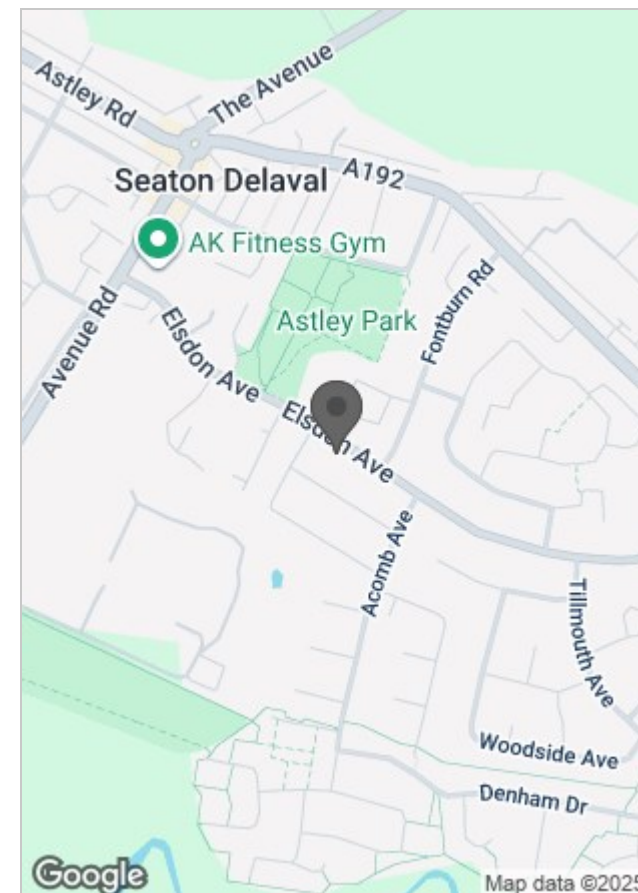 Astley Rd
The Avenue
Seaton Delaval
A192
AK Fitness Gym
Avenue Rd
Elsdon Ave
Astley Park
Fontburn Rd
Elsdon Ave
Acomb Ave
Tillmouth Ave
Woodside Ave
Denham Dr
Google
Map data ©2025